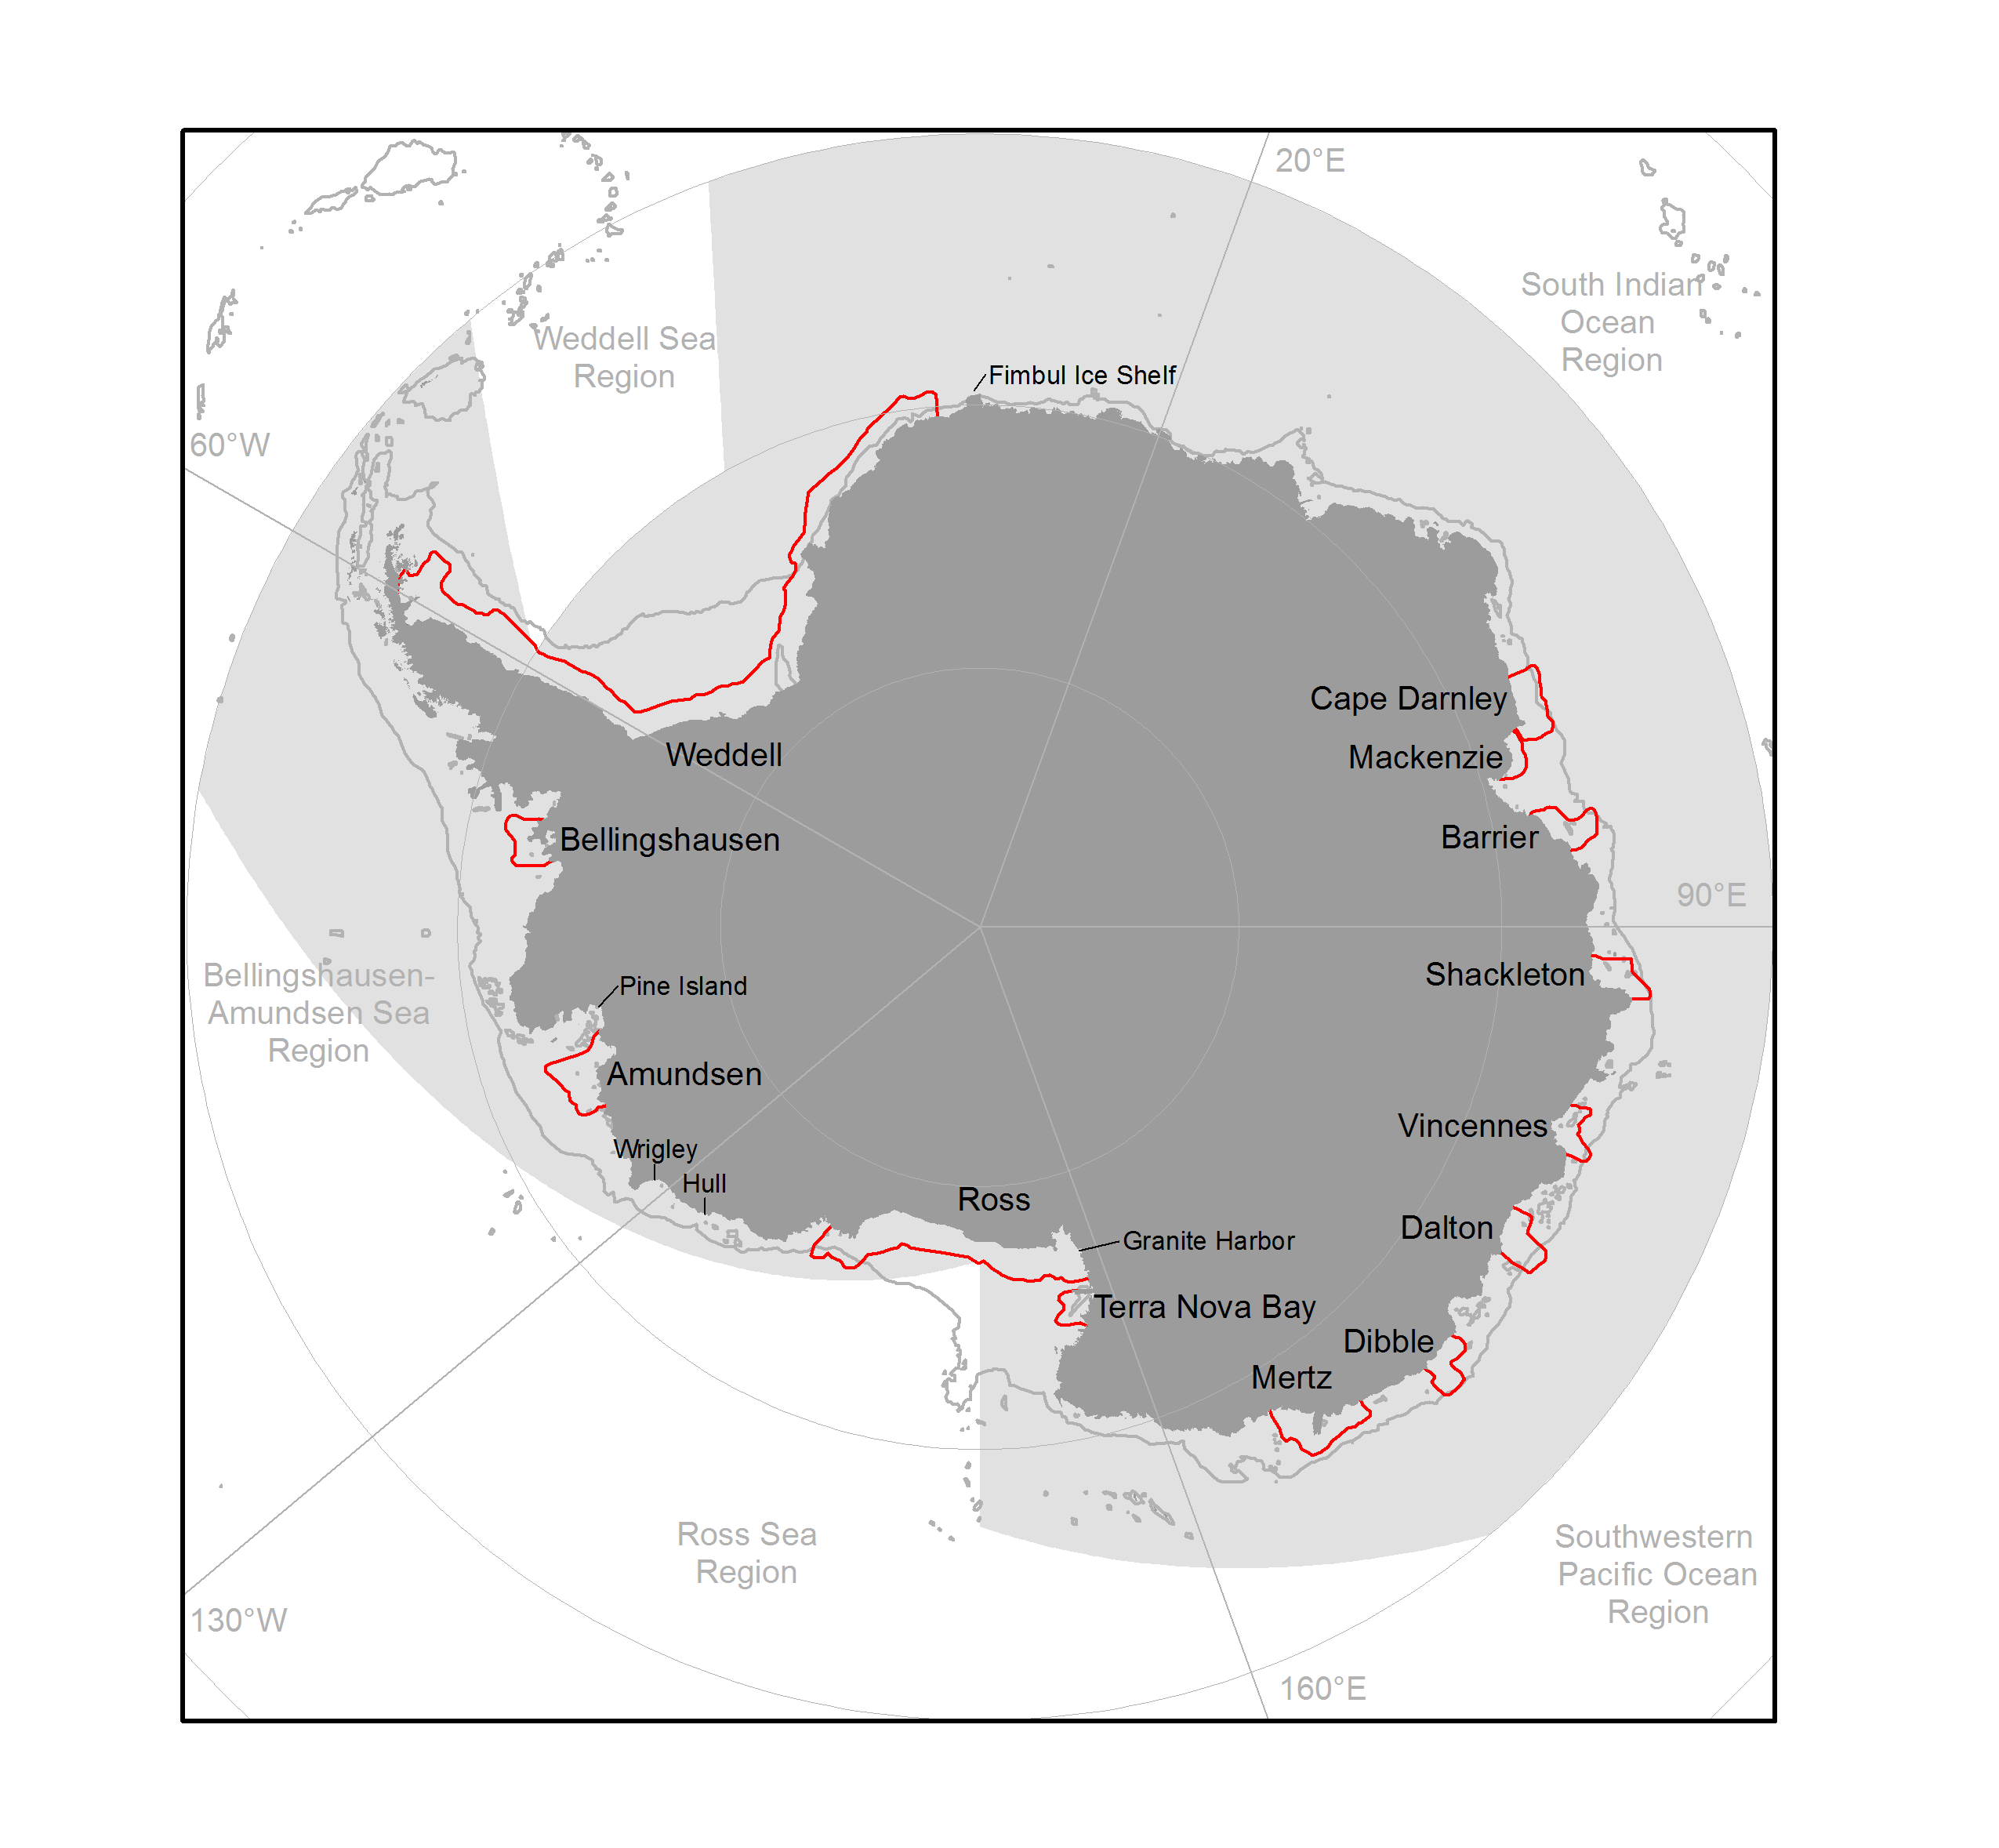 20°E
South Indian
Ocean
Region
Weddell Sea
Region
Fimbul Ice Shelf
60°W
Cape Darnley
Weddell
Mackenzie
Bellingshausen
Barrier
90°E
Bellingshausen-
Amundsen Sea
Region
Pine Island
Shackleton
Amundsen
Vincennes
Wrigley
Hull
Ross
Dalton
Granite Harbor
Terra Nova Bay
Dibble
Mertz
Ross Sea
Region
Southwestern
Pacific Ocean
Region
130°W
160°E